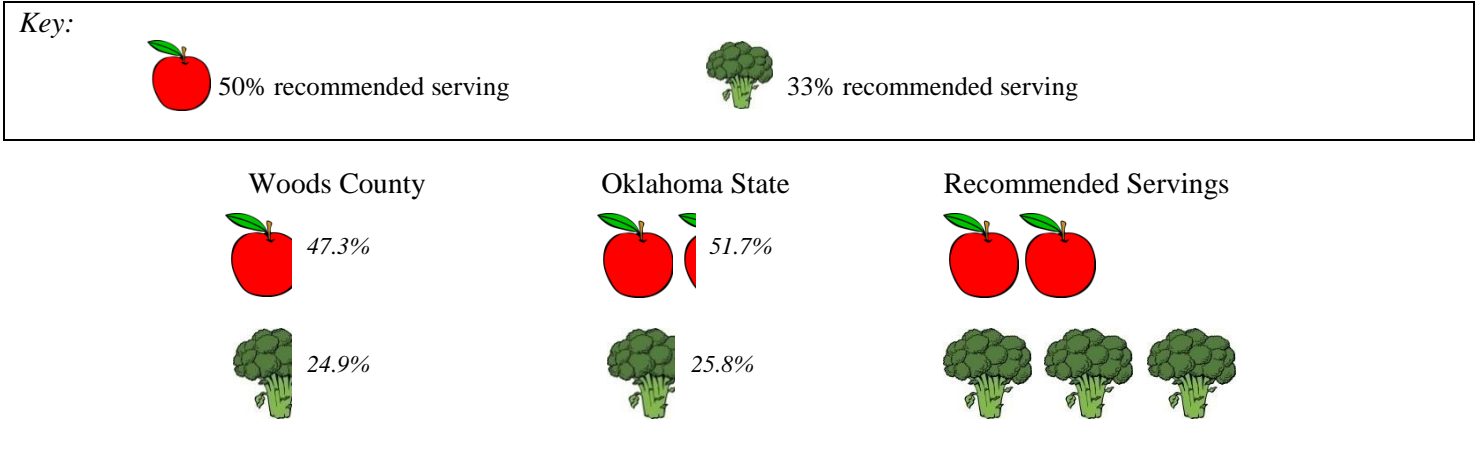 Key:
50% recommended serving 33% recommended serving
Woods County Oklahoma State Recommended Servings
47.3% 51.7%
24.9% 25.8%